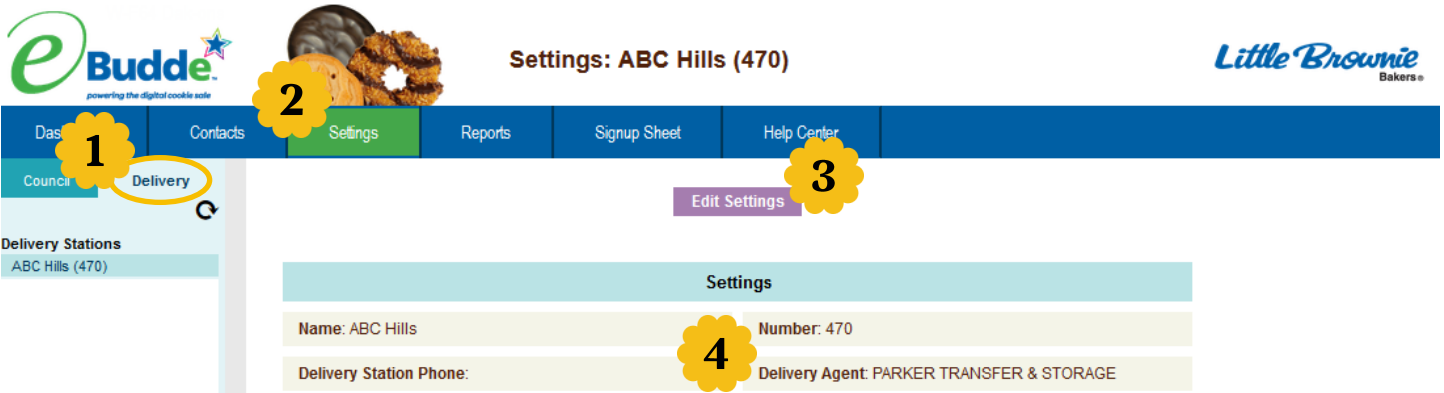 eBudde™
powering the digital cookie sale
Settings: ABC Hills (470)
Little Brownie
Bakers®
2
Contacts
Settings
Reports
Signup Sheet
Help Center
1
Council
Delivery
3
Edit Settings
Delivery Stations
ABC Hills (470)
Settings
Name: ABC Hills
Number: 470
4
Delivery Station Phone:
Delivery Agent: PARKER TRANSFER & STORAGE